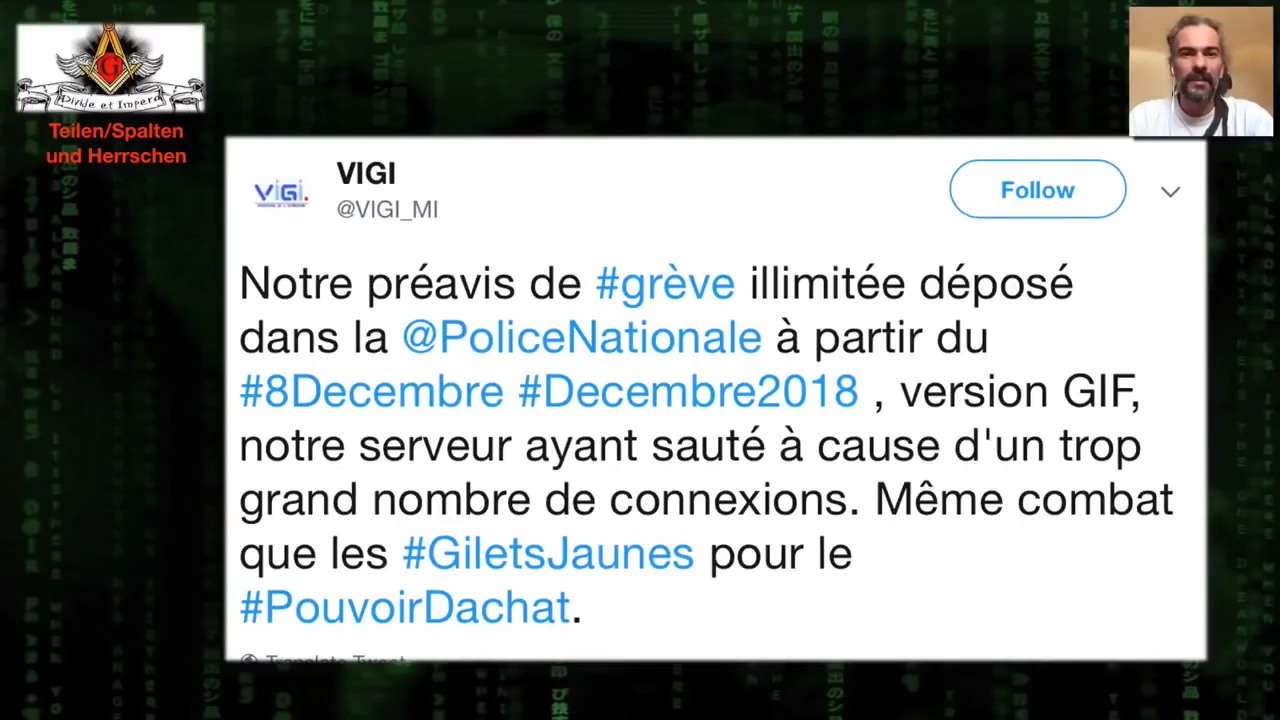 Divide et Impera
G
Teilen/Spalten
und Herrschen
VIGI.
VIGI
@VIGI_MI
Follow
Notre préavis de #grève illimitée déposé
dans la @PoliceNationale à partir du
#8Decembre #Decembre2018 , version GIF,
notre serveur ayant sauté à cause d'un trop
grand nombre de connexions. Même combat
que les #GiletsJaunes pour le
#PouvoirDachat.
Translate Tweet